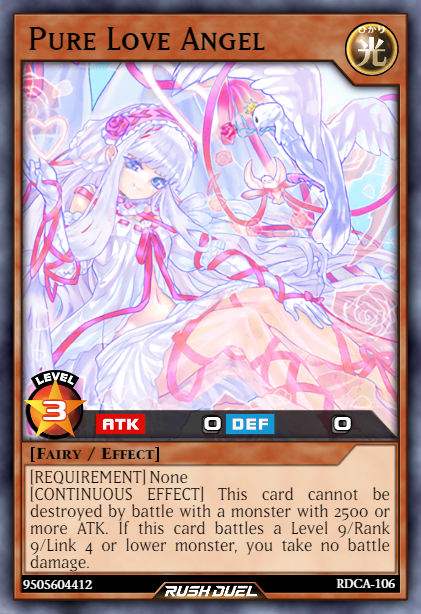 PURE LOVE ANGEL
ひかり
光
LEVEL
3
ATK 0 DEF 0
[FAIRY / EFFECT]
[REQUIREMENT] None
[CONTINUOUS EFFECT] This card cannot be
destroyed by battle with a monster with 2500 or
more ATK. If this card battles a Level 9/Rank
9/Link 4 or lower monster, you take no battle
damage.
9505604412
RUSH DUEL
RDCA-106